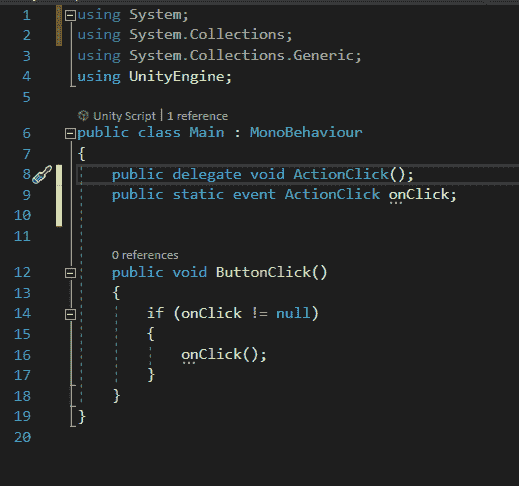 1 using System;
2 using System.Collections;
3 using System.Collections.Generic;
4 using UnityEngine;
5
Unity Script | 1 reference
6 public class Main : MonoBehaviour
7 {
8 public delegate void ActionClick();
9 public static event ActionClick onClick;
10
11
0 references
12 public void ButtonClick()
13 {
14 if (onClick != null)
15 {
16 onClick();
17 }
18 }
19 }
20